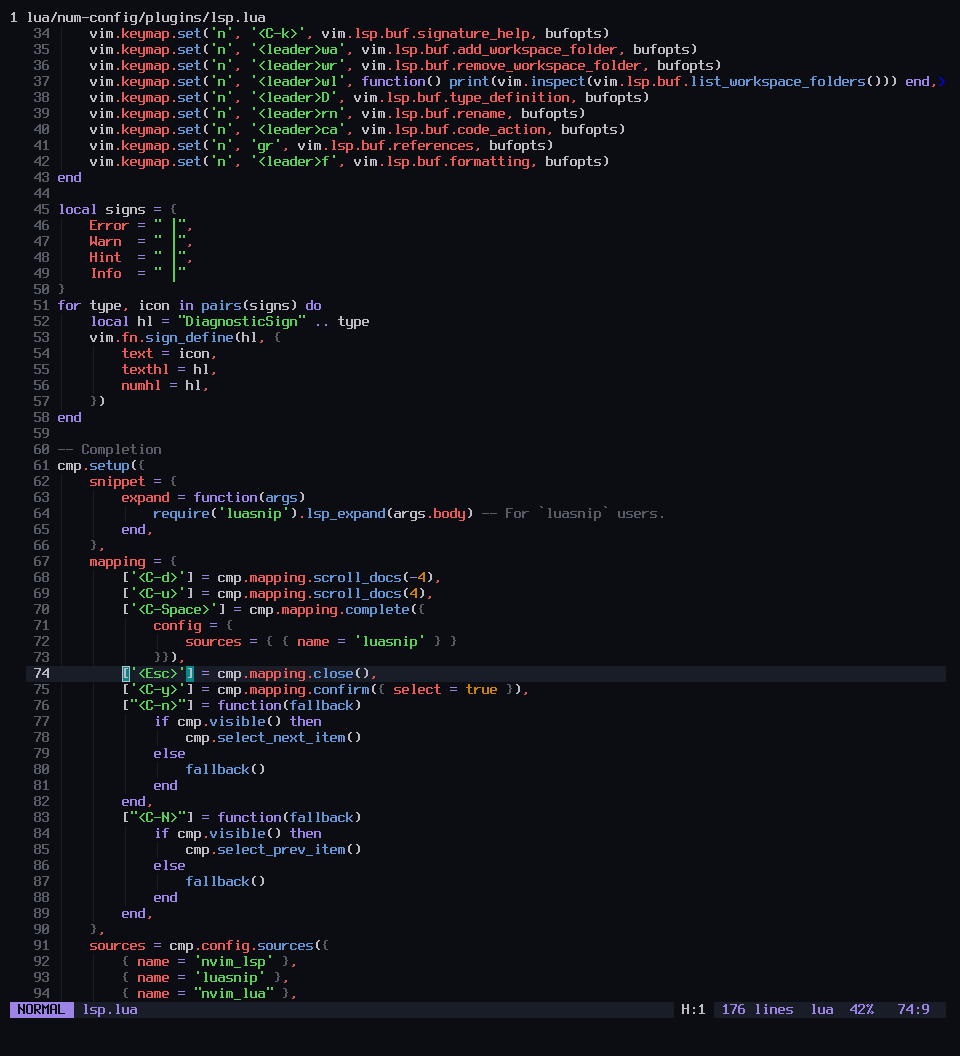 1 lua/num-config/plugins/lsp.lua
34     vim.keymap.set('n', '<C-k>', vim.lsp.buf.signature_help, bufopts)
35     vim.keymap.set('n', '<leader>wa', vim.lsp.buf.add_workspace_folder, bufopts)
36     vim.keymap.set('n', '<leader>wr', vim.lsp.buf.remove_workspace_folder, bufopts)
37     vim.keymap.set('n', '<leader>wl', function() print(vim.inspect(vim.lsp.buf.list_workspace_folders())) end,>
38     vim.keymap.set('n', '<leader>D', vim.lsp.buf.type_definition, bufopts)
39     vim.keymap.set('n', '<leader>rn', vim.lsp.buf.rename, bufopts)
40     vim.keymap.set('n', '<leader>ca', vim.lsp.buf.code_action, bufopts)
41     vim.keymap.set('n', 'gr', vim.lsp.buf.references, bufopts)
42     vim.keymap.set('n', '<leader>f', vim.lsp.buf.formatting, bufopts)
43 end
44
45 local signs = {
46     Error = " │",
47     Warn  = " │",
48     Hint  = " │",
49     Info  = " │"
50 }
51 for type, icon in pairs(signs) do
52     local hl = "DiagnosticSign" .. type
53     vim.fn.sign_define(hl, {
54         text = icon,
55         texthl = hl,
56         numhl = hl,
57     })
58 end
59
60 -- Completion
61 cmp.setup({
62     snippet = {
63         expand = function(args)
64             require('luasnip').lsp_expand(args.body) -- For `luasnip` users.
65         end,
66     },
67     mapping = {
68         ['<C-d>'] = cmp.mapping.scroll_docs(-4),
69         ['<C-u>'] = cmp.mapping.scroll_docs(4),
70         ['<C-Space>'] = cmp.mapping.complete({
71             config = {
72                 sources = { { name = 'luasnip' } }
73             }}),
74         ['<Esc>'] = cmp.mapping.close(),
75         ['<C-y>'] = cmp.mapping.confirm({ select = true }),
76         ["<C-n>"] = function(fallback)
77             if cmp.visible() then
78                 cmp.select_next_item()
79             else
80                 fallback()
81             end
82         end,
83         ["<C-N>"] = function(fallback)
84             if cmp.visible() then
85                 cmp.select_prev_item()
86             else
87                 fallback()
88             end
89         end,
90     },
91     sources = cmp.config.sources({
92         { name = 'nvim_lsp' },
93         { name = 'luasnip' },
94         { name = "nvim_lua" },
NORMAL  lsp.lua  H:1  176 lines  lua  42%  74:9